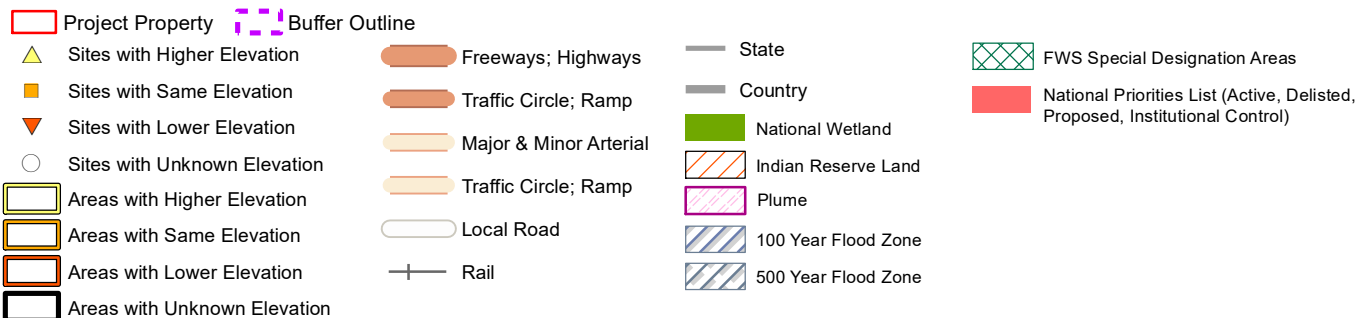 Project Property
Buffer Outline
Sites with Higher Elevation
Sites with Same Elevation
Sites with Lower Elevation
Sites with Unknown Elevation
Areas with Higher Elevation
Areas with Same Elevation
Areas with Lower Elevation
Areas with Unknown Elevation
Freeways; Highways
Traffic Circle; Ramp
Major & Minor Arterial
Traffic Circle; Ramp
Local Road
Rail
State
Country
National Wetland
Indian Reserve Land
Plume
100 Year Flood Zone
500 Year Flood Zone
FWS Special Designation Areas
National Priorities List (Active, Delisted,
Proposed, Institutional Control)